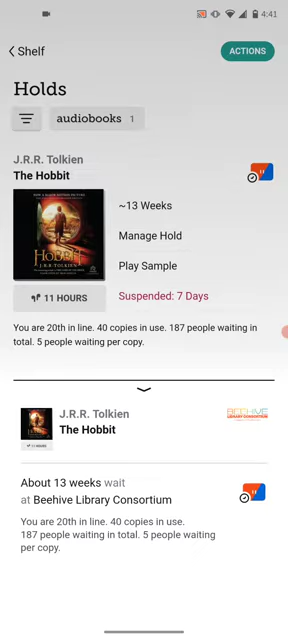 4:41
Shelf
ACTIONS
Holds
audiobooks 1
J.R.R. Tolkien
The Hobbit
~13 Weeks
Manage Hold
Play Sample
HOBBIT
11 HOURS
Suspended: 7 Days
You are 20th in line. 40 copies in use. 187 people waiting in
total. 5 people waiting per copy.
J.R.R. Tolkien
The Hobbit
BEEHIVE
LIBRARY CONSORTIUM
11 HOURS
About 13 weeks wait
at Beehive Library Consortium
You are 20th in line. 40 copies in use.
187 people waiting in total. 5 people waiting
per copy.